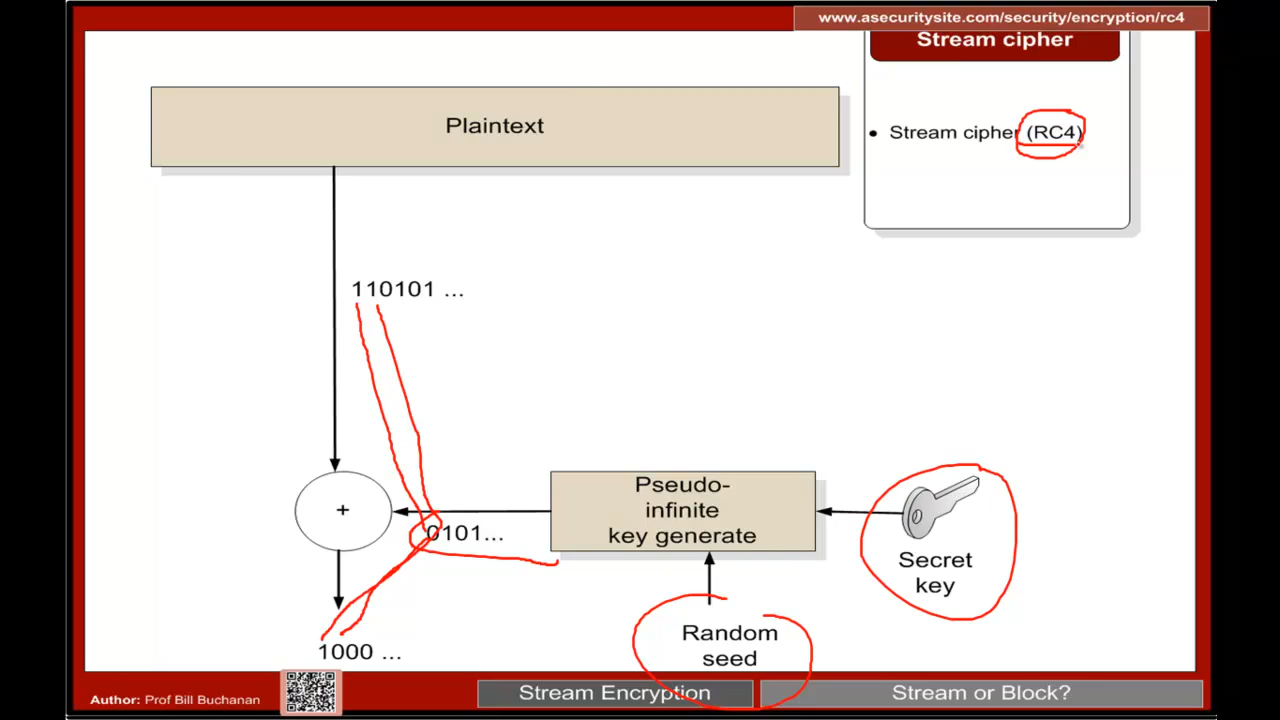 www.asecuritysite.com/security/encryption/rc4
Stream cipher
Plaintext
• Stream cipher (RC4)
110101 ...
+
0101...
Pseudo-
infinite
key generate
Secret
key
Random
seed
1000 ...
Author: Prof Bill Buchanan
Stream Encryption
Stream or Block?